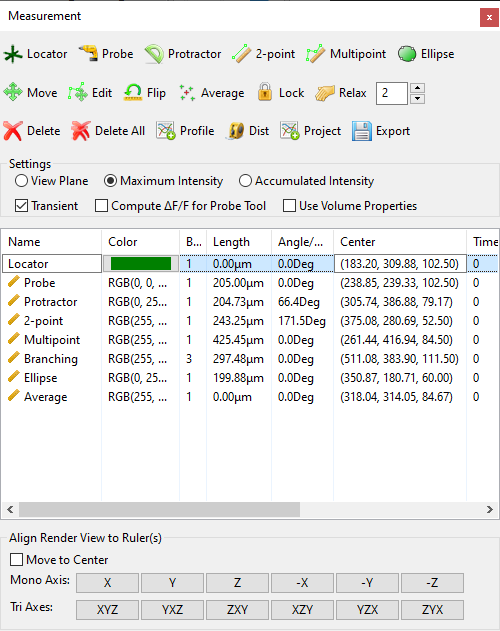 Measurement
Locator Probe Protractor 2-point Multipoint Ellipse
Move Edit Flip Average Lock Relax 2
Delete Delete All Profile Dist Project Export
Settings
View Plane Maximum Intensity Accumulated Intensity
Transient Compute ΔF/F for Probe Tool Use Volume Properties
Name Color B... Length Angle/... Center Time
Locator 1 0.00µm 0.0Deg (183.20, 309.88, 102.50) 0
Probe RGB(0, 0, ... 1 205.00µm 0.0Deg (238.85, 239.33, 102.50) 0
Protractor RGB(0, 25... 1 204.73µm 66.4Deg (305.74, 386.88, 79.17) 0
2-point RGB(255, ... 1 243.25µm 171.5Deg (375.08, 280.69, 52.50) 0
Multipoint RGB(255, ... 1 425.45µm 0.0Deg (261.44, 416.94, 84.50) 0
Branching RGB(255, ... 3 297.48µm 0.0Deg (511.08, 383.90, 111.50) 0
Ellipse RGB(0, 25... 1 199.88µm 0.0Deg (350.87, 180.71, 60.00) 0
Average RGB(255, ... 1 0.00µm 0.0Deg (318.04, 314.05, 84.67) 0
Align Render View to Ruler(s)
Move to Center
Mono Axis: X Y Z -X -Y -Z
Tri Axes: XYZ YXZ ZXY XZY YZX ZYX